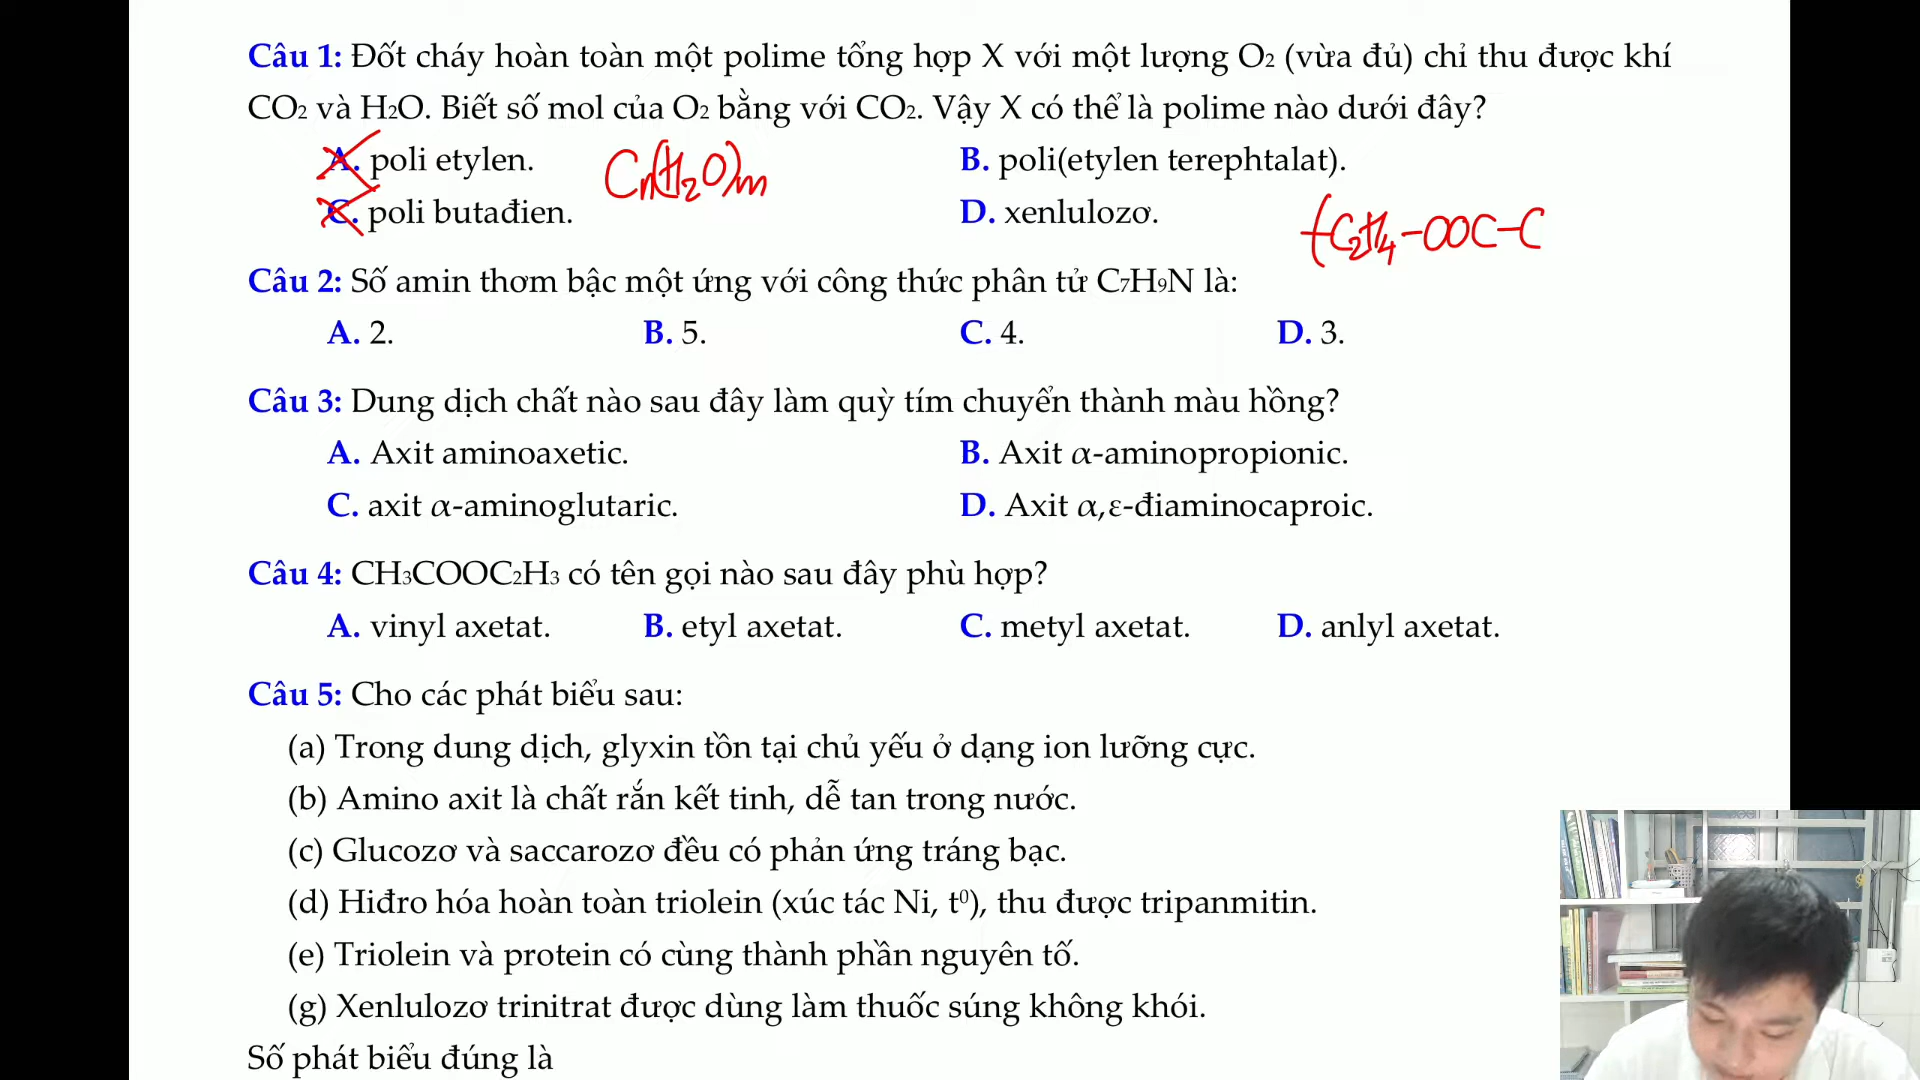 Câu 1: Đốt cháy hoàn toàn một polime tổng hợp X với một lượng O₂ (vừa đủ) chỉ thu được khí
CO₂ và H₂O. Biết số mol của O₂ bằng với CO₂. Vậy X có thể là polime nào dưới đây?
A. poli etylen. Cn(H₂O)m B. poli(etylen terephtalat).
C. poli butađien. D. xenlulozơ. (C₂H₄-OOC-C
Câu 2: Số amin thơm bậc một ứng với công thức phân tử C₇H₉N là:
A. 2. B. 5. C. 4. D. 3.
Câu 3: Dung dịch chất nào sau đây làm quỳ tím chuyển thành màu hồng?
A. Axit aminoaxetic. B. Axit α-aminopropionic.
C. axit α-aminoglutaric. D. Axit α,ε-điaminocaproic.
Câu 4: CH₃COOC₂H₃ có tên gọi nào sau đây phù hợp?
A. vinyl axetat. B. etyl axetat. C. metyl axetat. D. anlyl axetat.
Câu 5: Cho các phát biểu sau:
(a) Trong dung dịch, glyxin tồn tại chủ yếu ở dạng ion lưỡng cực.
(b) Amino axit là chất rắn kết tinh, dễ tan trong nước.
(c) Glucozơ và saccarozơ đều có phản ứng tráng bạc.
(d) Hiđro hóa hoàn toàn triolein (xúc tác Ni, t⁰), thu được tripanmitin.
(e) Triolein và protein có cùng thành phần nguyên tố.
(g) Xenlulozơ trinitrat được dùng làm thuốc súng không khói.
Số phát biểu đúng là